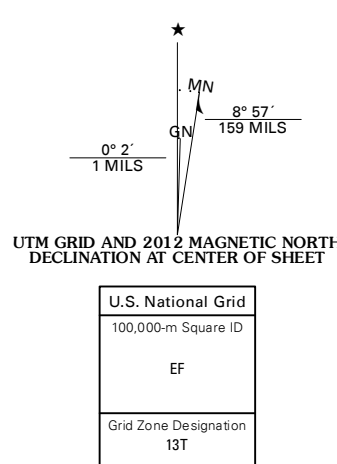 ★
MN
8° 57´
159 MILS
GN
0° 2´
1 MILS
UTM GRID AND 2012 MAGNETIC NORTH
DECLINATION AT CENTER OF SHEET
U.S. National Grid
100,000-m Square ID
EF
Grid Zone Designation
13T